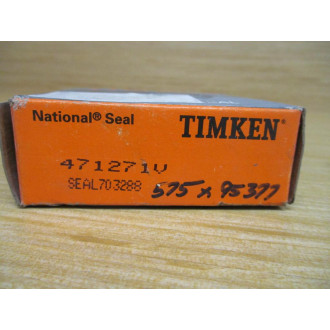 National® Seal
TIMKEN®
471271V
SEAL703288 575 x 95377